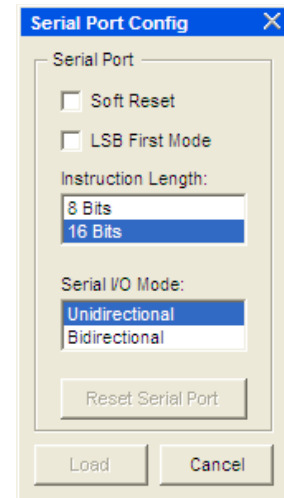 Serial Port Config
Serial Port
Soft Reset
LSB First Mode
Instruction Length:
8 Bits
16 Bits
Serial I/O Mode:
Unidirectional
Bidirectional
Reset Serial Port
Load Cancel